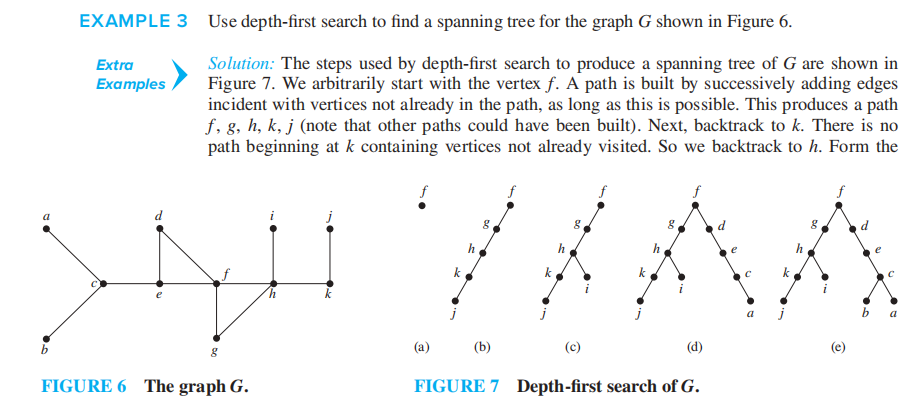 EXAMPLE 3 Use depth-first search to find a spanning tree for the graph G shown in Figure 6.
Extra
Examples
Solution: The steps used by depth-first search to produce a spanning tree of G are shown in
Figure 7. We arbitrarily start with the vertex f. A path is built by successively adding edges
incident with vertices not already in the path, as long as this is possible. This produces a path
f, g, h, k, j (note that other paths could have been built). Next, backtrack to k. There is no
path beginning at k containing vertices not already visited. So we backtrack to h. Form the
a d i j
c e f h k
b g
FIGURE 6 The graph G.
f f f f f
g g g d g d
h h h e h e
k k i k i c k i c
j j j a j b a
(a) (b) (c) (d) (e)
FIGURE 7 Depth-first search of G.